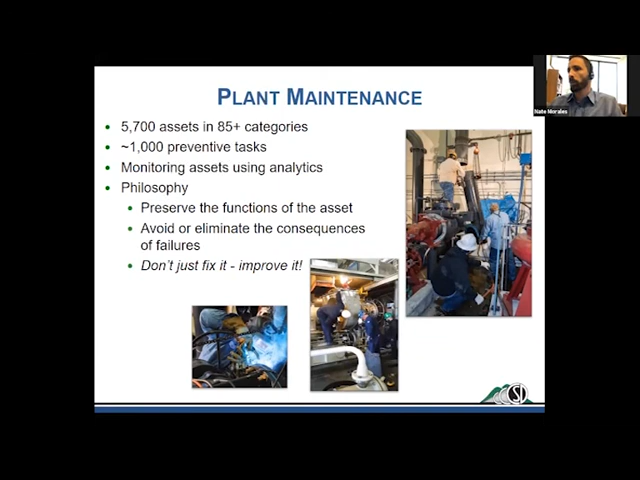 PLANT MAINTENANCE
5,700 assets in 85+ categories
~1,000 preventive tasks
Monitoring assets using analytics
Philosophy
Preserve the functions of the asset
Avoid or eliminate the consequences
of failures
Don't just fix it - improve it!
Nate Morales